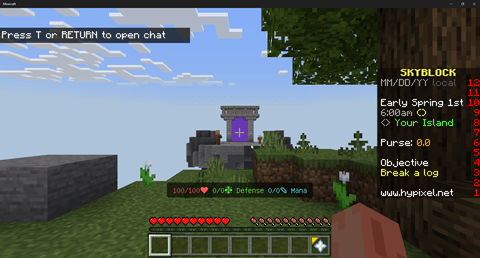 Minecraft
Press T or RETURN to open chat
SKYBLOCK
MM/DD/YY local 12
11
Early Spring 1st 10
6:00am 9
Your Island 8
7
Purse: 0.0 6
5
Objective 4
Break a log 3
2
www.hypixel.net 1
100/100 0/0 Defense 0/0 Mana